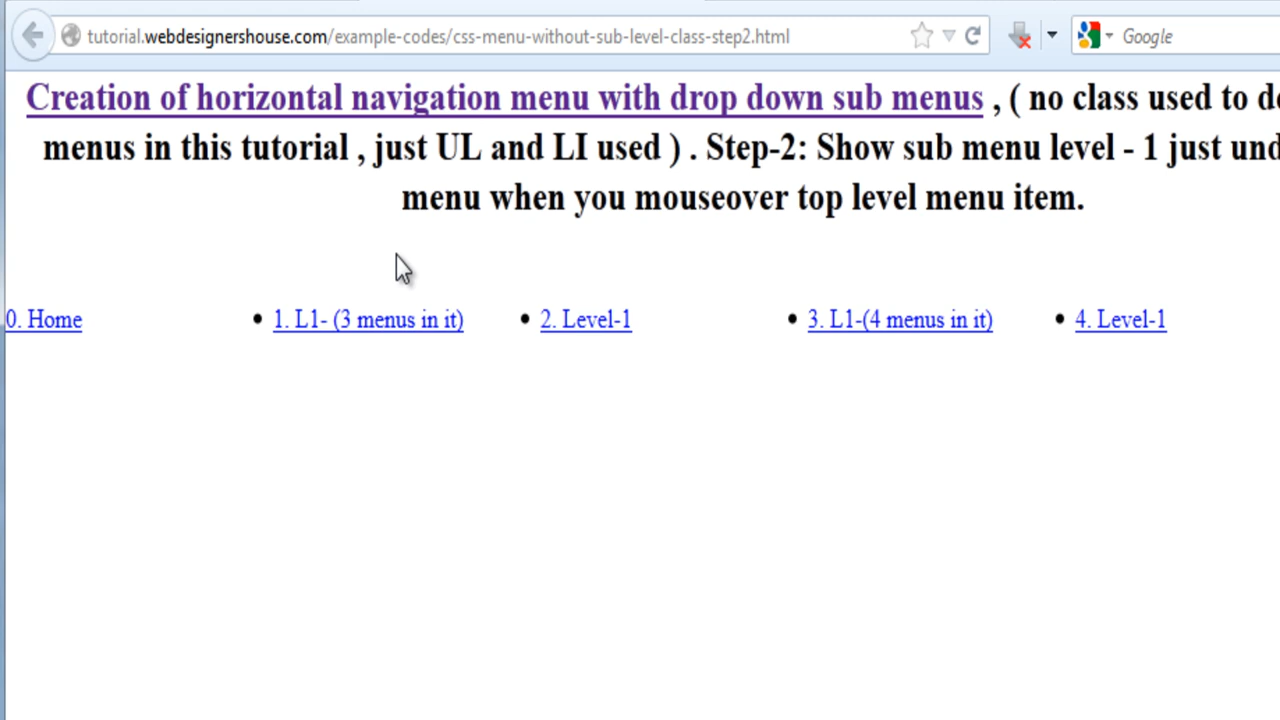 tutorial.webdesignershouse.com/example-codes/css-menu-without-sub-level-class-step2.html Google
Creation of horizontal navigation menu with drop down sub menus , ( no class used to
menus in this tutorial , just UL and LI used ) . Step-2: Show sub menu level - 1 just
menu when you mouseover top level menu item.
0. Home • 1. L1- (3 menus in it) • 2. Level-1 • 3. L1-(4 menus in it) • 4. Level-1